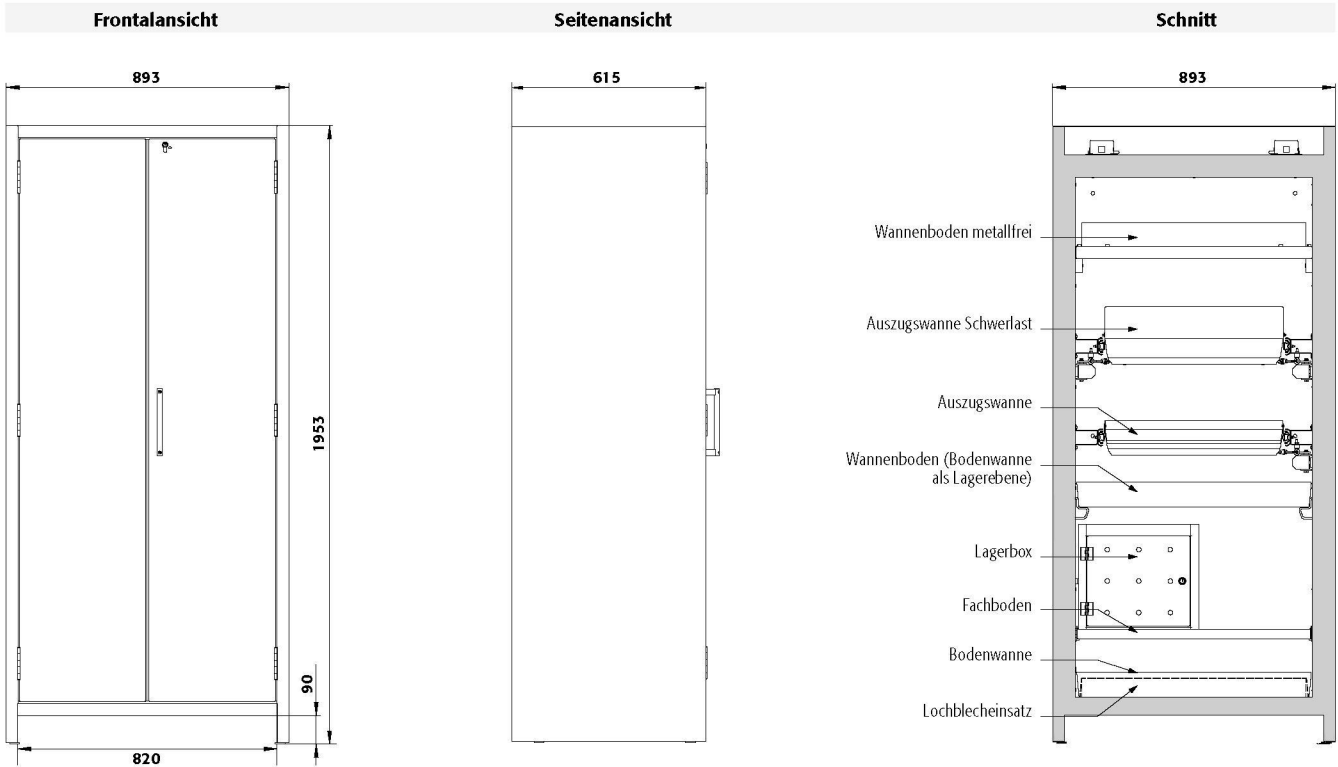 Frontalansicht
Seitenansicht
Schnitt
893
615
893
1953
90
820
Wannenboden metallfrei
Auszugswanne Schwerlast
Auszugswanne
Wannenboden (Bodenwanne
als Lagerebene)
Lagerbox
Fachboden
Bodenwanne
Lochblecheinsatz